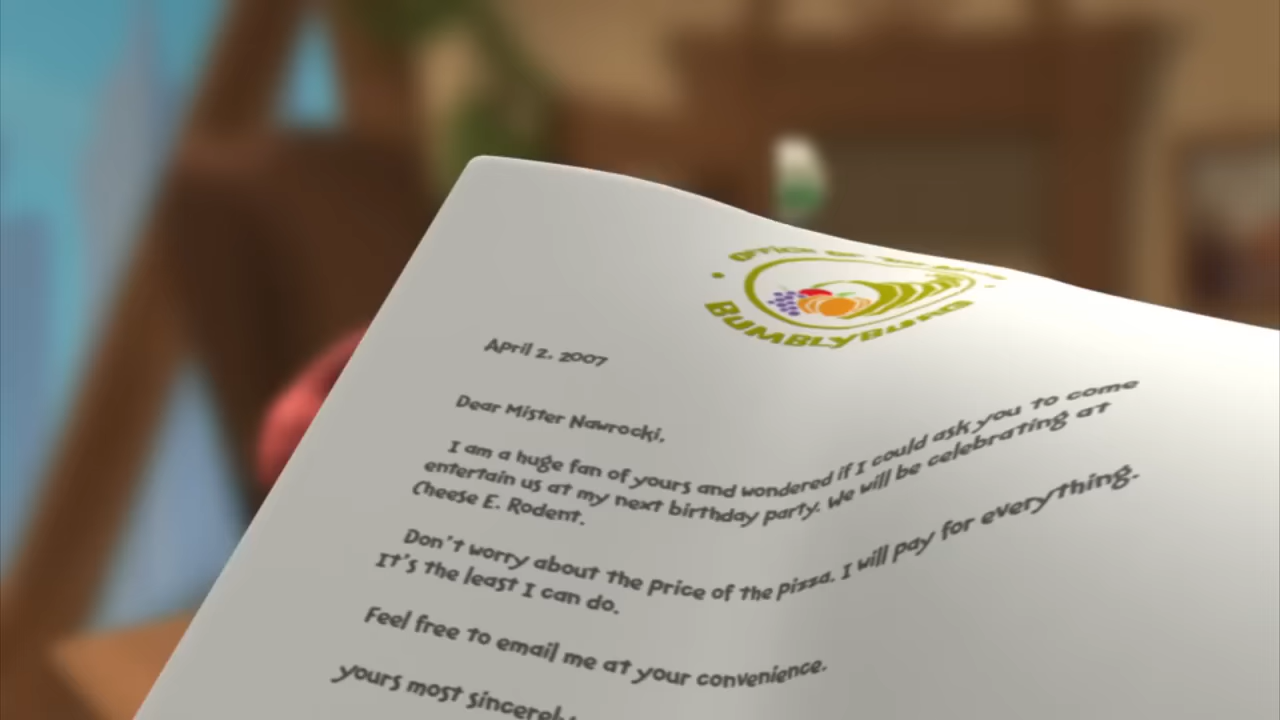 OFFICE OF
BUMBLYBURG
April 2, 2007
Dear Mister Nawrocki,
I am a huge fan of yours and wondered if I could ask you to come
entertain us at my next birthday party. We will be celebrating at
Cheese E. Rodent.
Don't worry about the price of the pizza. I will pay for everything.
It's the least I can do.
Feel free to email me at your convenience.
yours most sincerely